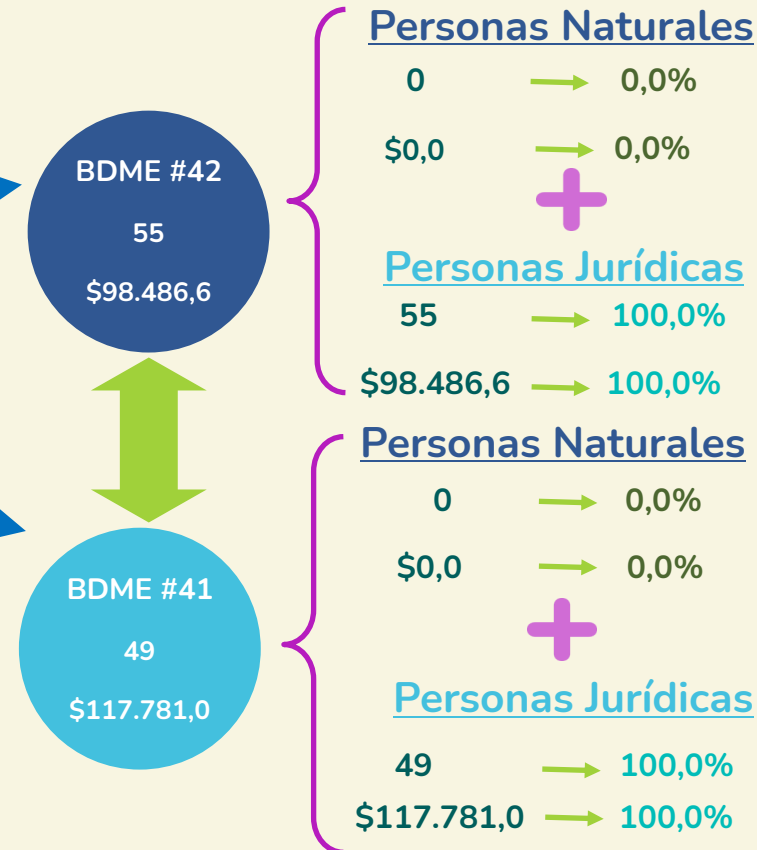 BDME #42
55
$98.486,6
Personas Naturales
0 0,0%
$0,0 0,0%
Personas Jurídicas
55 100,0%
$98.486,6 100,0%
BDME #41
49
$117.781,0
Personas Naturales
0 0,0%
$0,0 0,0%
Personas Jurídicas
49 100,0%
$117.781,0 100,0%